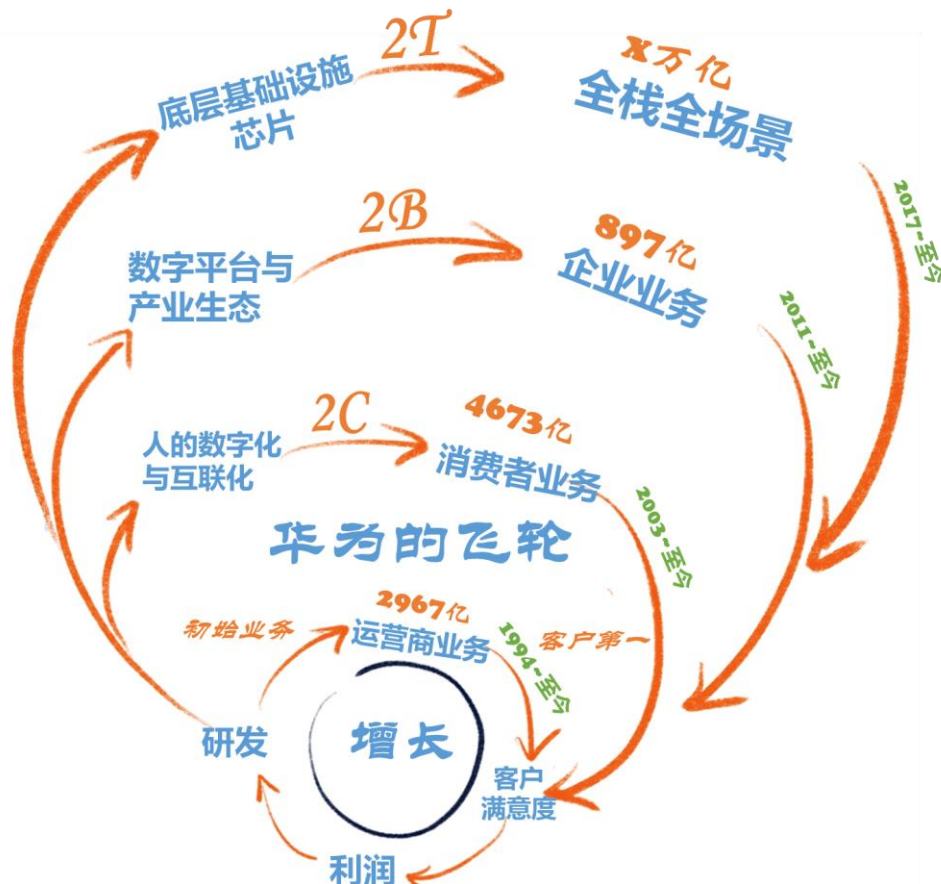 2T
X万亿
底层基础设施
芯片
全栈全场景
2017-至今
2B
897亿
数字平台与
产业生态
企业业务
2011-至今
2C
4673亿
人的数字化
与互联化
消费者业务
2003-至今
华为的飞轮
2967亿
初始业务
运营商业务
1994-至今
客户第一
研发
增长
客户
满意度
利润